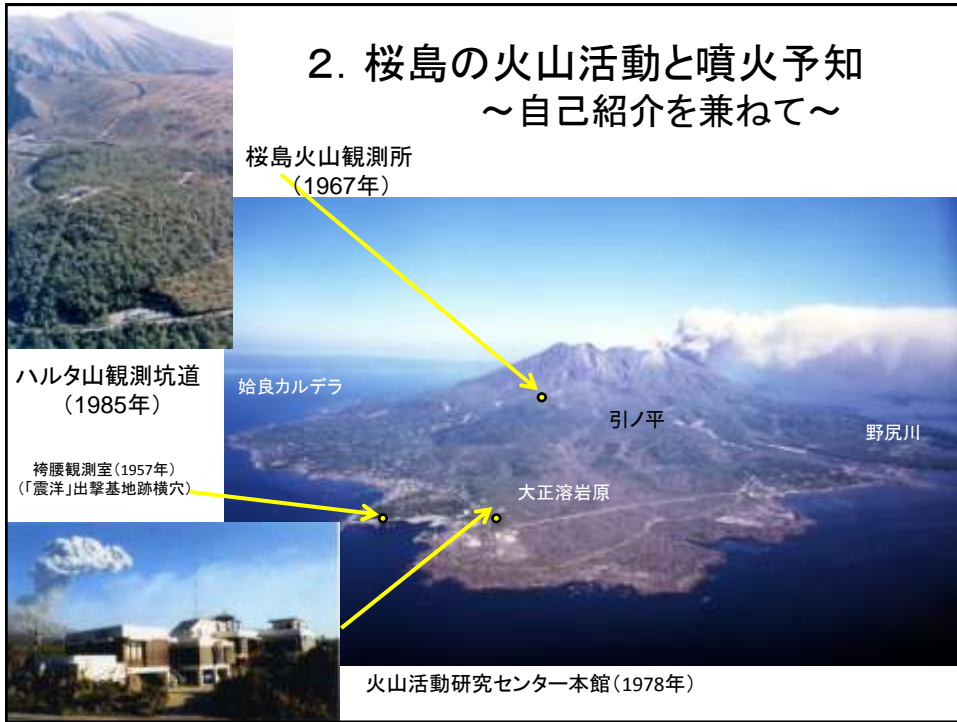 ２．桜島の火山活動と噴火予知
～自己紹介を兼ねて～
桜島火山観測所
（1967年）
ハルタ山観測坑道
（1985年）
姶良カルデラ
引ノ平
野尻川
袴腰観測室（1957年）
（「震洋」出撃基地跡横穴）
大正溶岩原
火山活動研究センター本館（1978年）